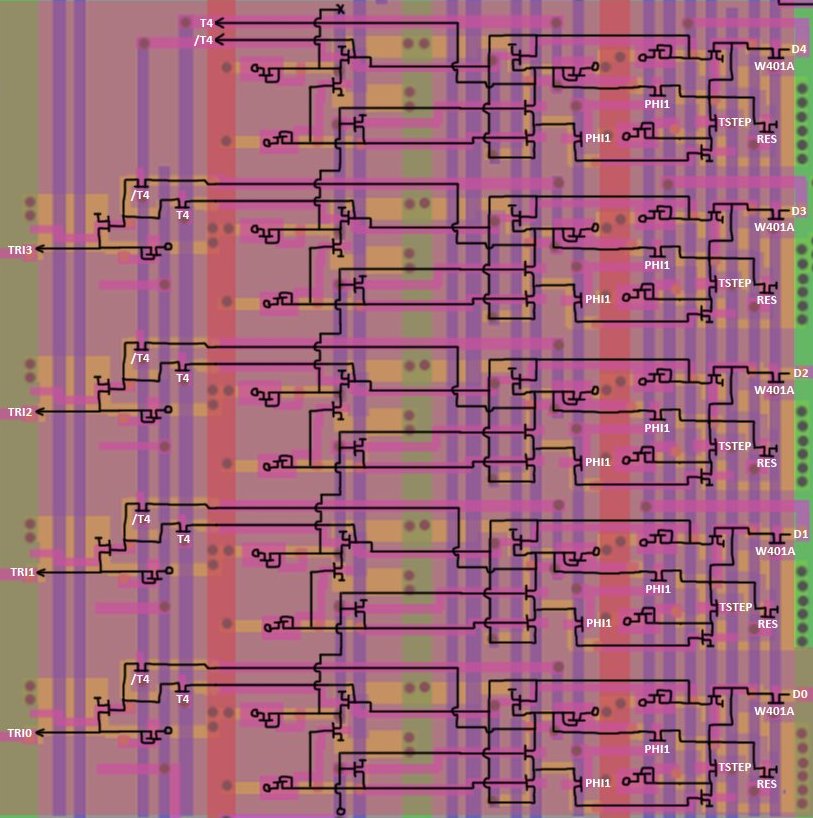 T4
/T4
D4
W401A
PHI1
TSTEP
PHI1
RES
/T4
T4
D3
W401A
TRI3
PHI1
TSTEP
PHI1
RES
/T4
T4
D2
W401A
TRI2
PHI1
TSTEP
PHI1
RES
/T4
T4
D1
W401A
TRI1
PHI1
TSTEP
PHI1
RES
/T4
T4
D0
W401A
TRI0
PHI1
TSTEP
PHI1
RES